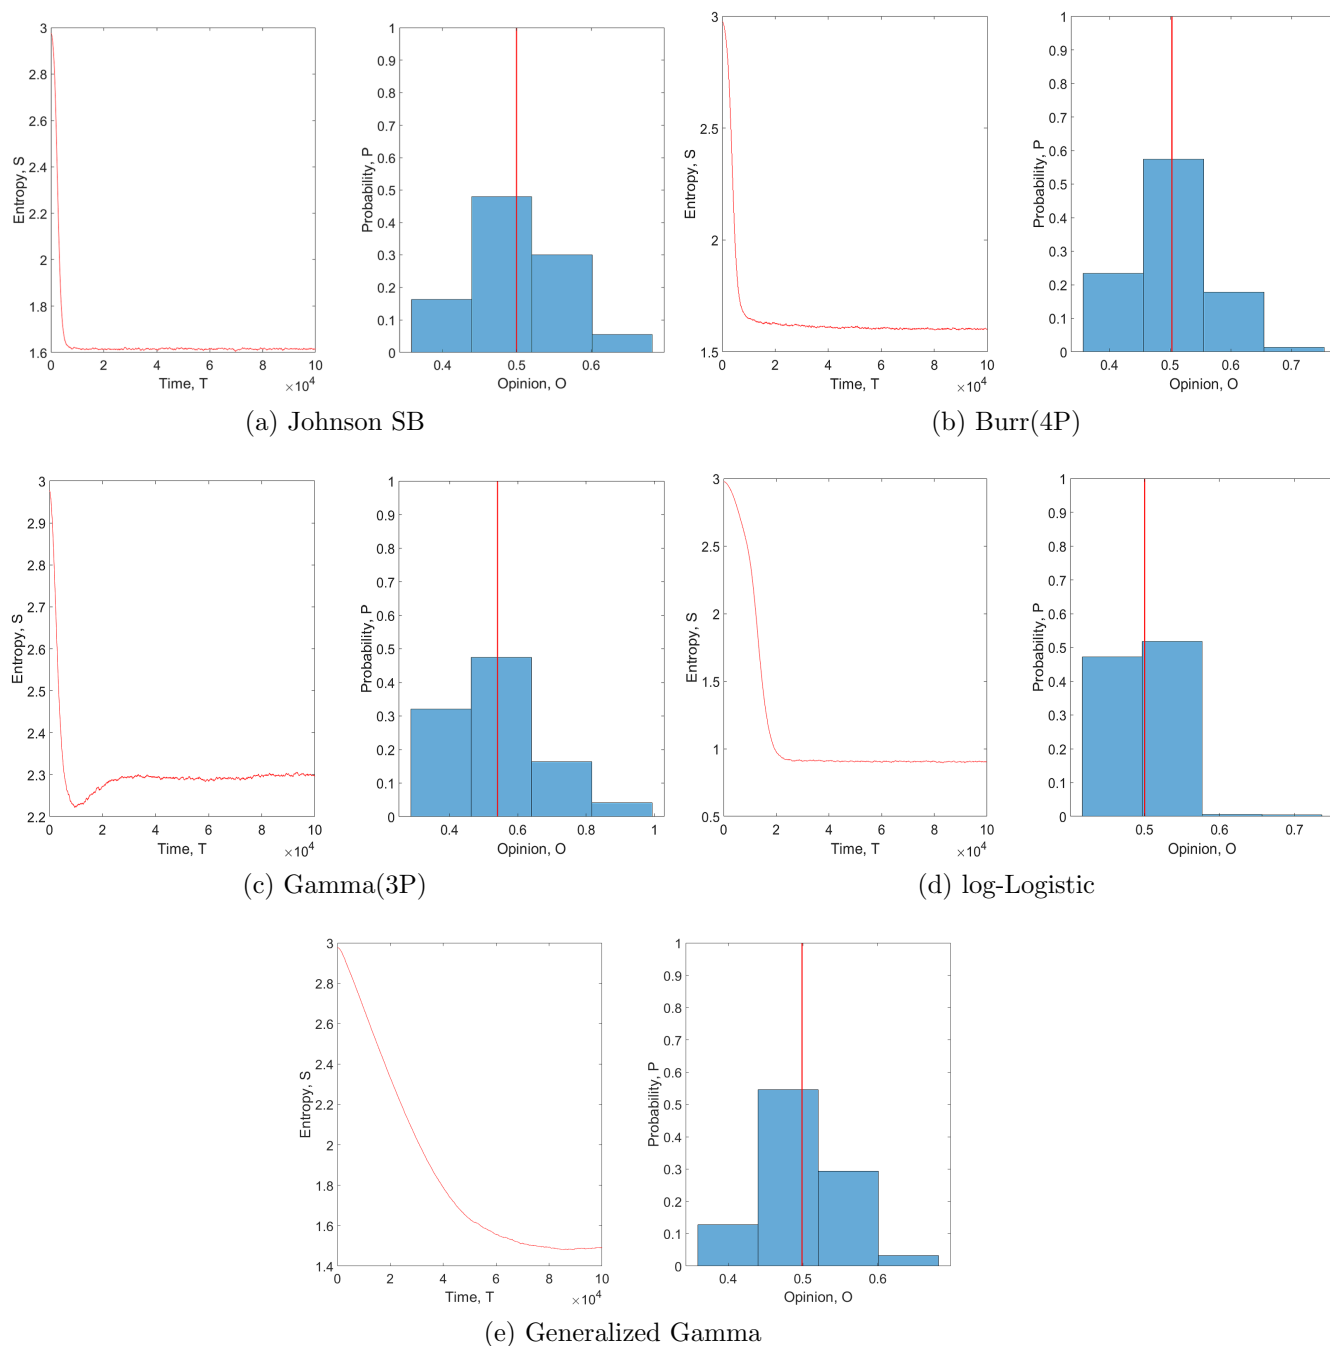 3
2.8
2.6
2.4
2.2
2
1.8
1.6
Entropy, S
0 2 4 6 8 10
Time, T
×10⁴
1
0.9
0.8
0.7
0.6
0.5
0.4
0.3
0.2
0.1
0
Probability, P
0.4 0.5 0.6
Opinion, O
(a) Johnson SB
3
2.5
2
1.5
Entropy, S
0 2 4 6 8 10
Time, T
×10⁴
1
0.9
0.8
0.7
0.6
0.5
0.4
0.3
0.2
0.1
0
Probability, P
0.4 0.5 0.6 0.7
Opinion, O
(b) Burr(4P)
3
2.9
2.8
2.7
2.6
2.5
2.4
2.3
2.2
Entropy, S
0 2 4 6 8 10
Time, T
×10⁴
1
0.9
0.8
0.7
0.6
0.5
0.4
0.3
0.2
0.1
0
Probability, P
0.4 0.6 0.8 1
Opinion, O
(c) Gamma(3P)
3
2.5
2
1.5
1
0.5
Entropy, S
0 2 4 6 8 10
Time, T
×10⁴
1
0.9
0.8
0.7
0.6
0.5
0.4
0.3
0.2
0.1
0
Probability, P
0.5 0.6 0.7
Opinion, O
(d) log-Logistic
3
2.8
2.6
2.4
2.2
2
1.8
1.6
1.4
Entropy, S
0 2 4 6 8 10
Time, T
×10⁴
1
0.9
0.8
0.7
0.6
0.5
0.4
0.3
0.2
0.1
0
Probability, P
0.4 0.5 0.6
Opinion, O
(e) Generalized Gamma